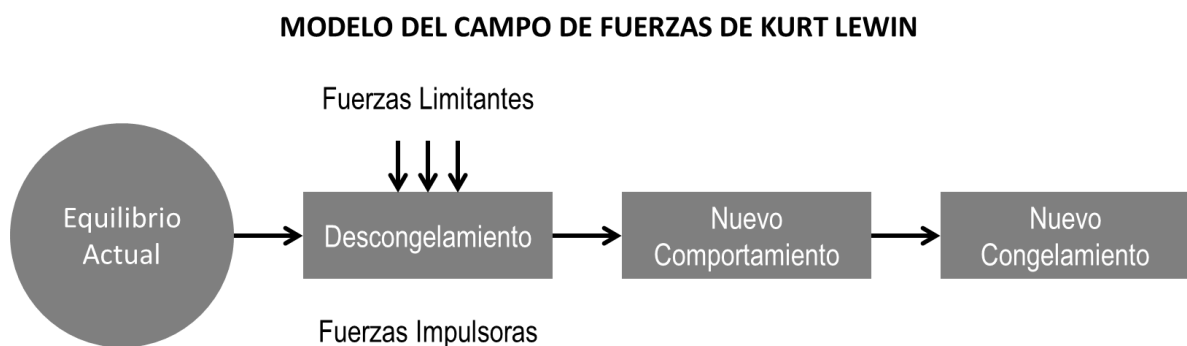 MODELO DEL CAMPO DE FUERZAS DE KURT LEWIN
Fuerzas Limitantes
Equilibrio
Actual
Descongelamiento
Nuevo
Comportamiento
Nuevo
Congelamiento
Fuerzas Impulsoras